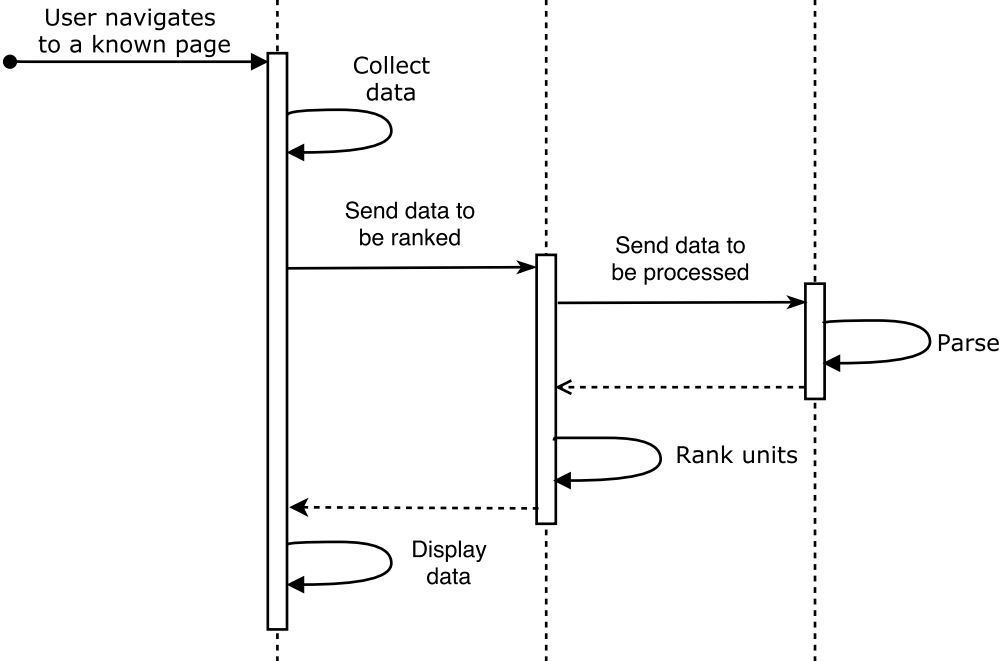 User navigates
to a known page
Collect
data
Send data to
be ranked
Send data to
be processed
Parse
Rank units
Display
data